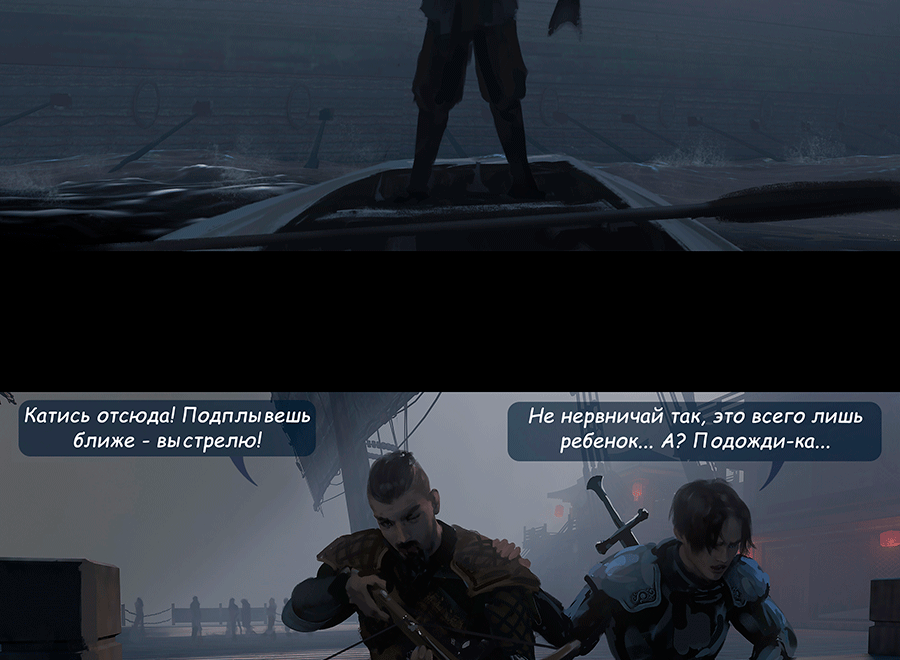 Катись отсюда! Подплывешь
ближе - выстрелю!
Не нервничай так, это всего лишь
ребенок... А? Подожди-ка...